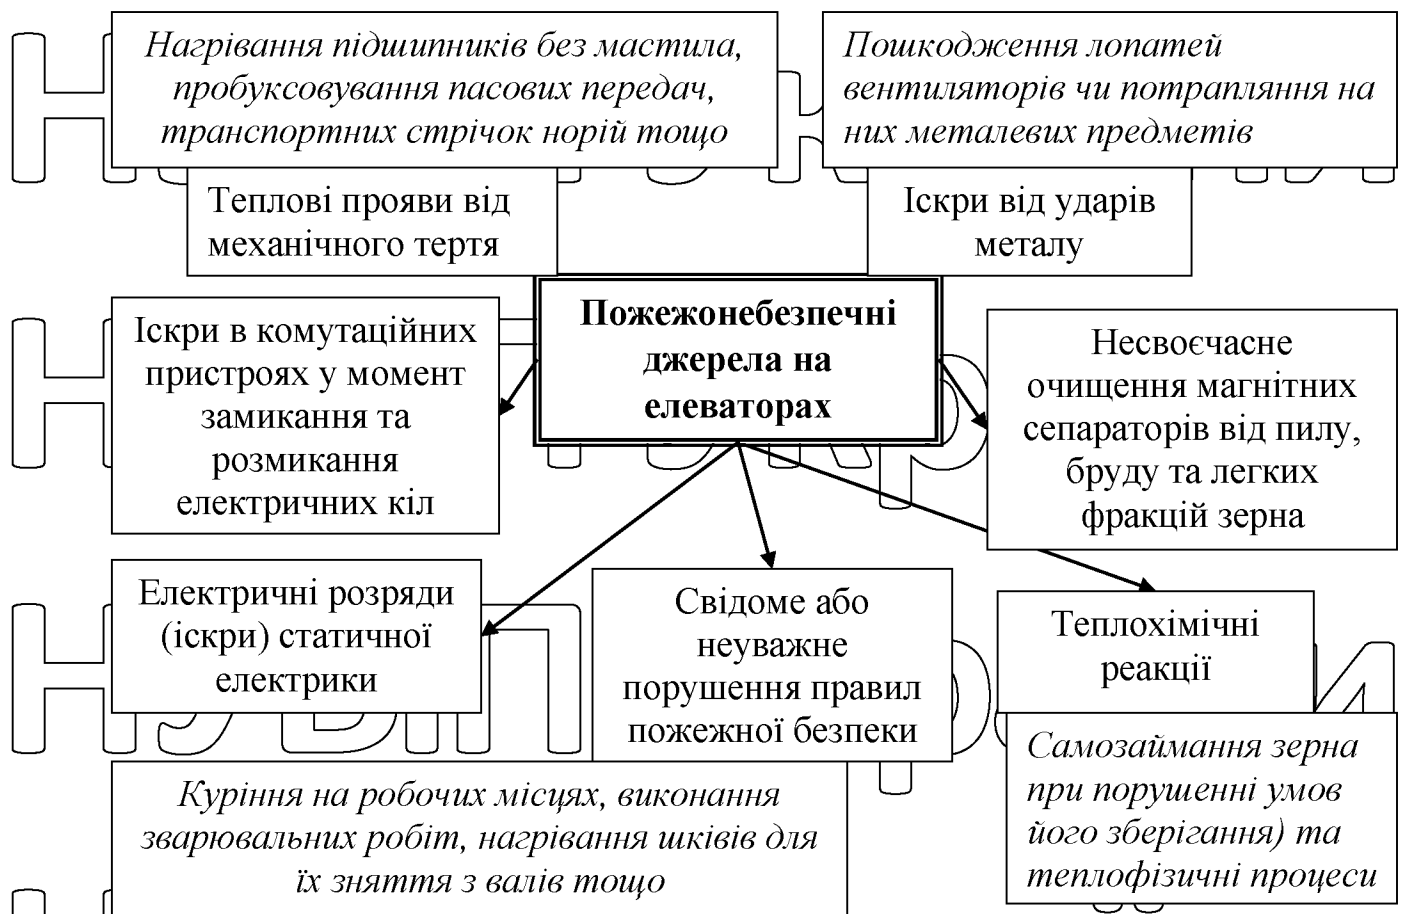 Нагрівання підшипників без мастила,
пробуксовування пасових передач,
транспортних стрічок норій тощо
Пошкодження лопатей
вентиляторів чи потрапляння на
них металевих предметів
Теплові прояви від
механічного тертя
Іскри від ударів
металу
Пожежонебезпечні
джерела на
елеваторах
Іскри в комутаційних
пристроях у момент
замикання та
розмикання
електричних кіл
Несвоєчасне
очищення магнітних
сепараторів від пилу,
бруду та легких
фракцій зерна
Електричні розряди
(іскри) статичної
електрики
Свідоме або
неуважне
порушення правил
пожежної безпеки
Теплохімічні
реакції
Куріння на робочих місцях, виконання
зварювальних робіт, нагрівання шківів для
їх зняття з валів тощо
Самозаймання зерна
при порушенні умов
його зберігання) та
теплофізичні процеси